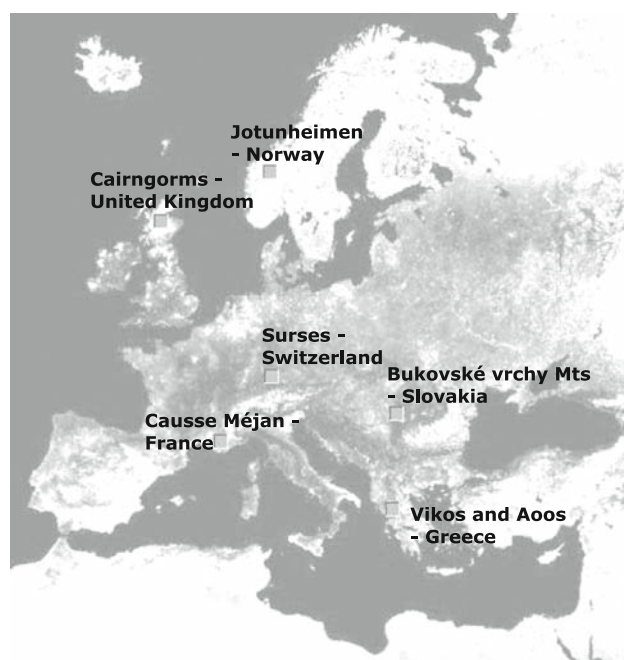 Jotunheimen
- Norway
Cairngorms -
United Kingdom
Surses -
Switzerland
Bukovské vrchy Mts
- Slovakia
Causse Méjan -
France
Vikos and Aoos
- Greece